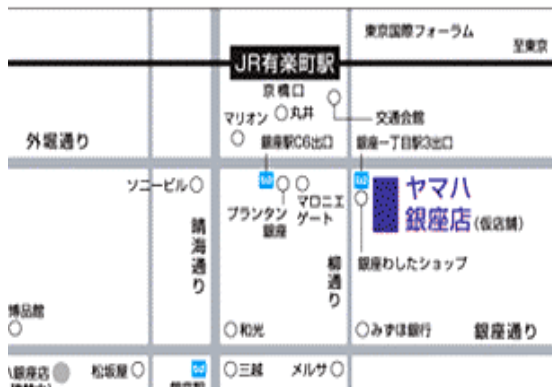 東京国際フォーラム
至東京
JR有楽町駅
京橋口
マリオン
丸井
交通会館
外堀通り
銀座駅C6出口
銀座一丁目駅3出口
ソニービル
プランタン
銀座
マロニエ
ゲート
ヤマハ
銀座店(仮店舗)
晴海通り
柳通り
銀座わしたショップ
博品館
和光
みずほ銀行
銀座通り
銀座店
松坂屋
三越
メルサ